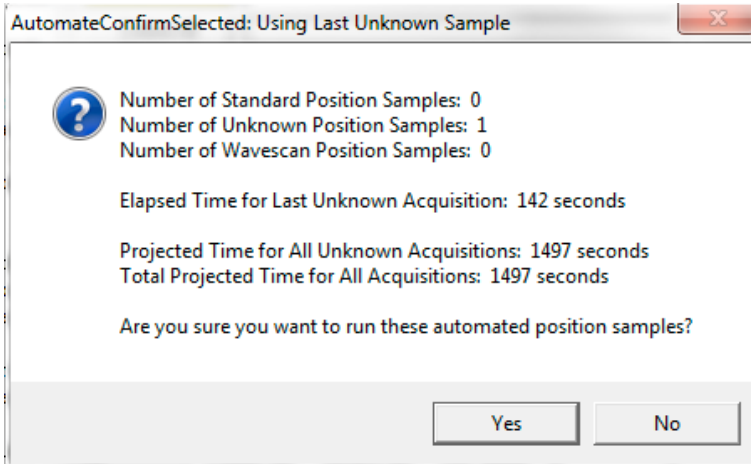 AutomateConfirmSelected: Using Last Unknown Sample
Number of Standard Position Samples: 0
Number of Unknown Position Samples: 1
Number of Wavescan Position Samples: 0
Elapsed Time for Last Unknown Acquisition: 142 seconds
Projected Time for All Unknown Acquisitions: 1497 seconds
Total Projected Time for All Acquisitions: 1497 seconds
Are you sure you want to run these automated position samples?
Yes No